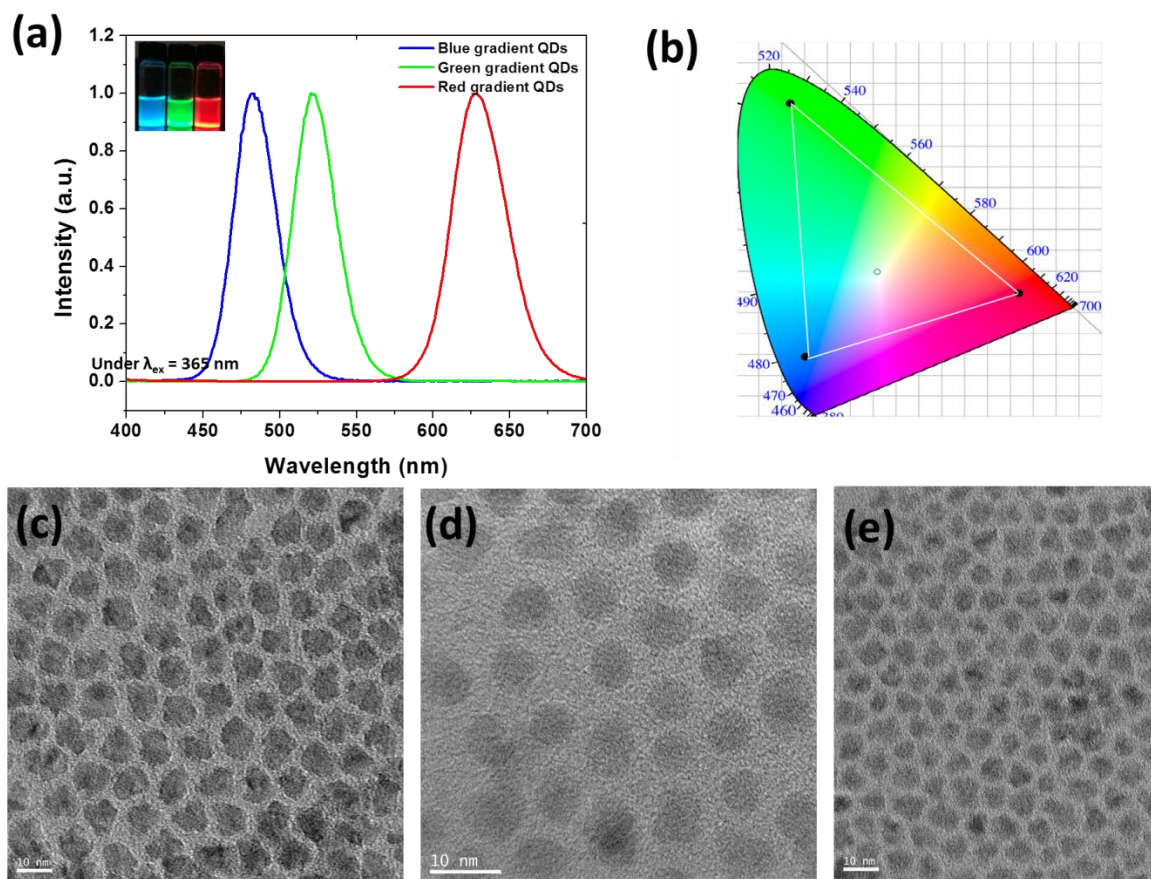 (a)
1.2
1.0
0.8
0.6
0.4
0.2
0.0
Intensity (a.u.)
Blue gradient QDs
Green gradient QDs
Red gradient QDs
Under λex = 365 nm
400 450 500 550 600 650 700
Wavelength (nm)
(b)
520
540
560
580
600
620
700
490
480
470
460
380
(c)
10 nm
(d)
10 nm
(e)
10 nm